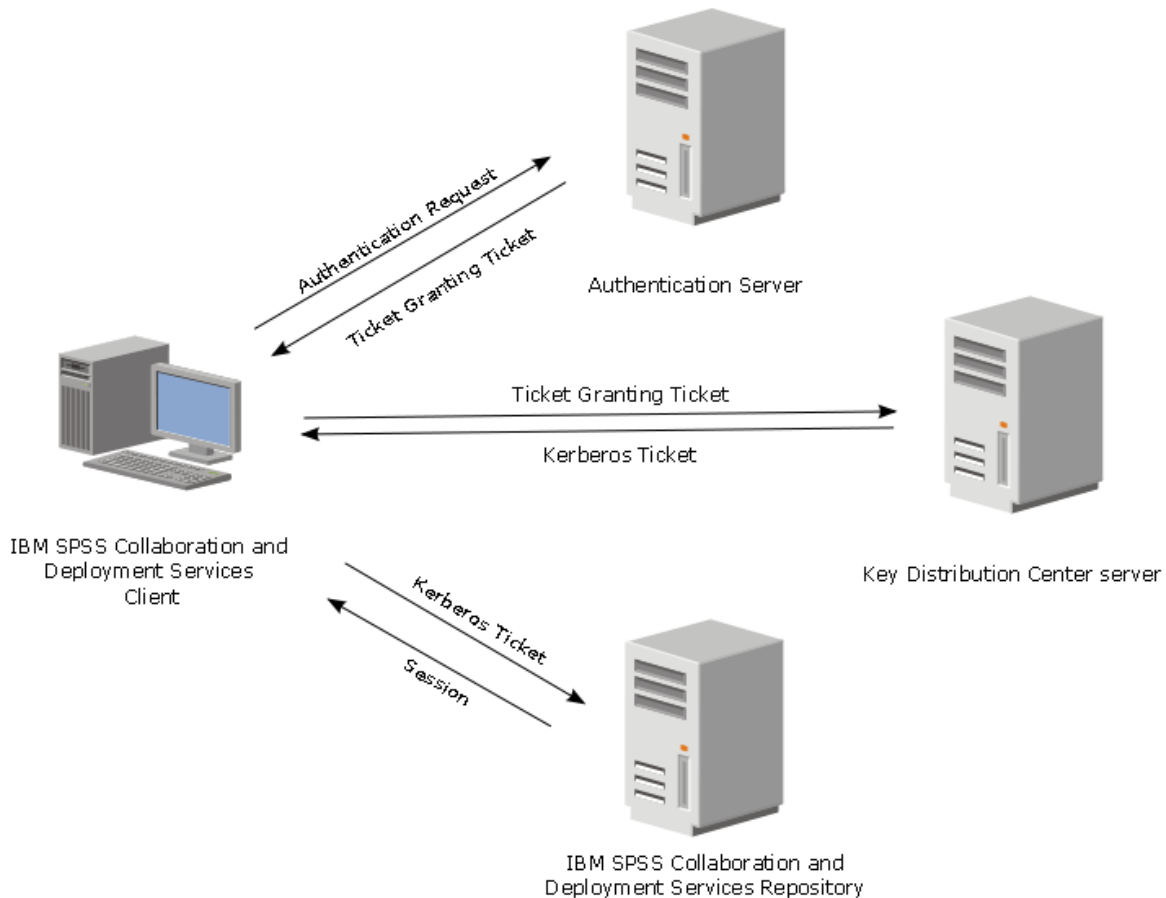 Authentication Request
Ticket Granting Ticket
Authentication Server
Ticket Granting Ticket
Kerberos Ticket
IBM SPSS Collaboration and
Deployment Services
Client
Key Distribution Center server
Kerberos Ticket
Session
IBM SPSS Collaboration and
Deployment Services Repository